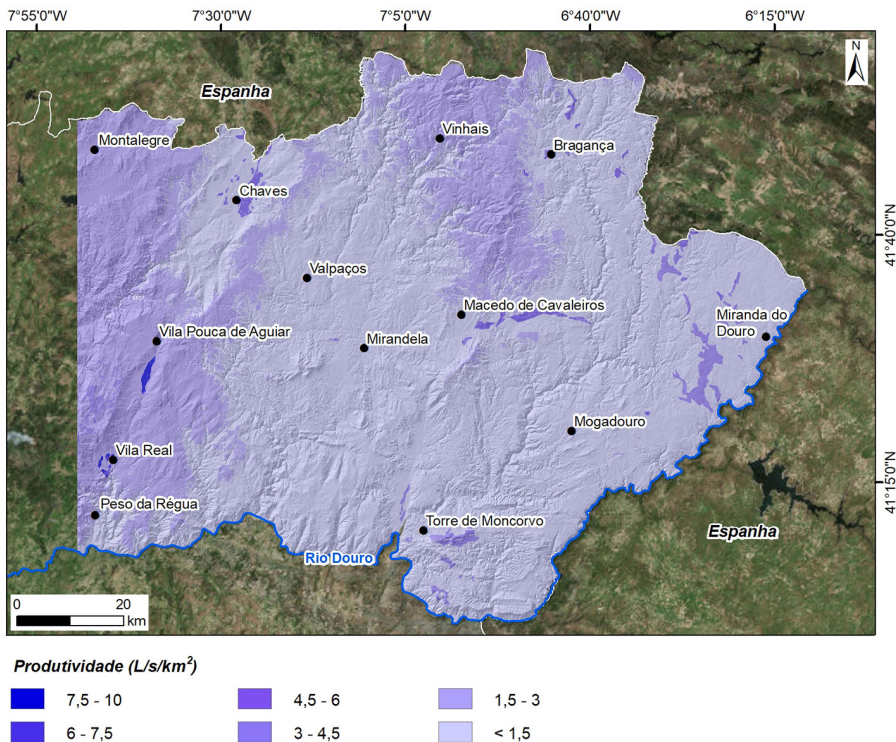 7°55'0"W 7°30'0"W 7°5'0"W 6°40'0"W 6°15'0"W
N
Espanha
Montalegre
Vinhais
Bragança
Chaves
41°40'0"N
Valpaços
Macedo de Cavaleiros
Vila Pouca de Aguiar
Mirandela
Miranda do
Douro
Mogadouro
Vila Real
41°15'0"N
Peso da Régua
Torre de Moncorvo
Espanha
Rio Douro
0 20
km
Produtividade (L/s/km²)
7,5 - 10 4,5 - 6 1,5 - 3
6 - 7,5 3 - 4,5 < 1,5